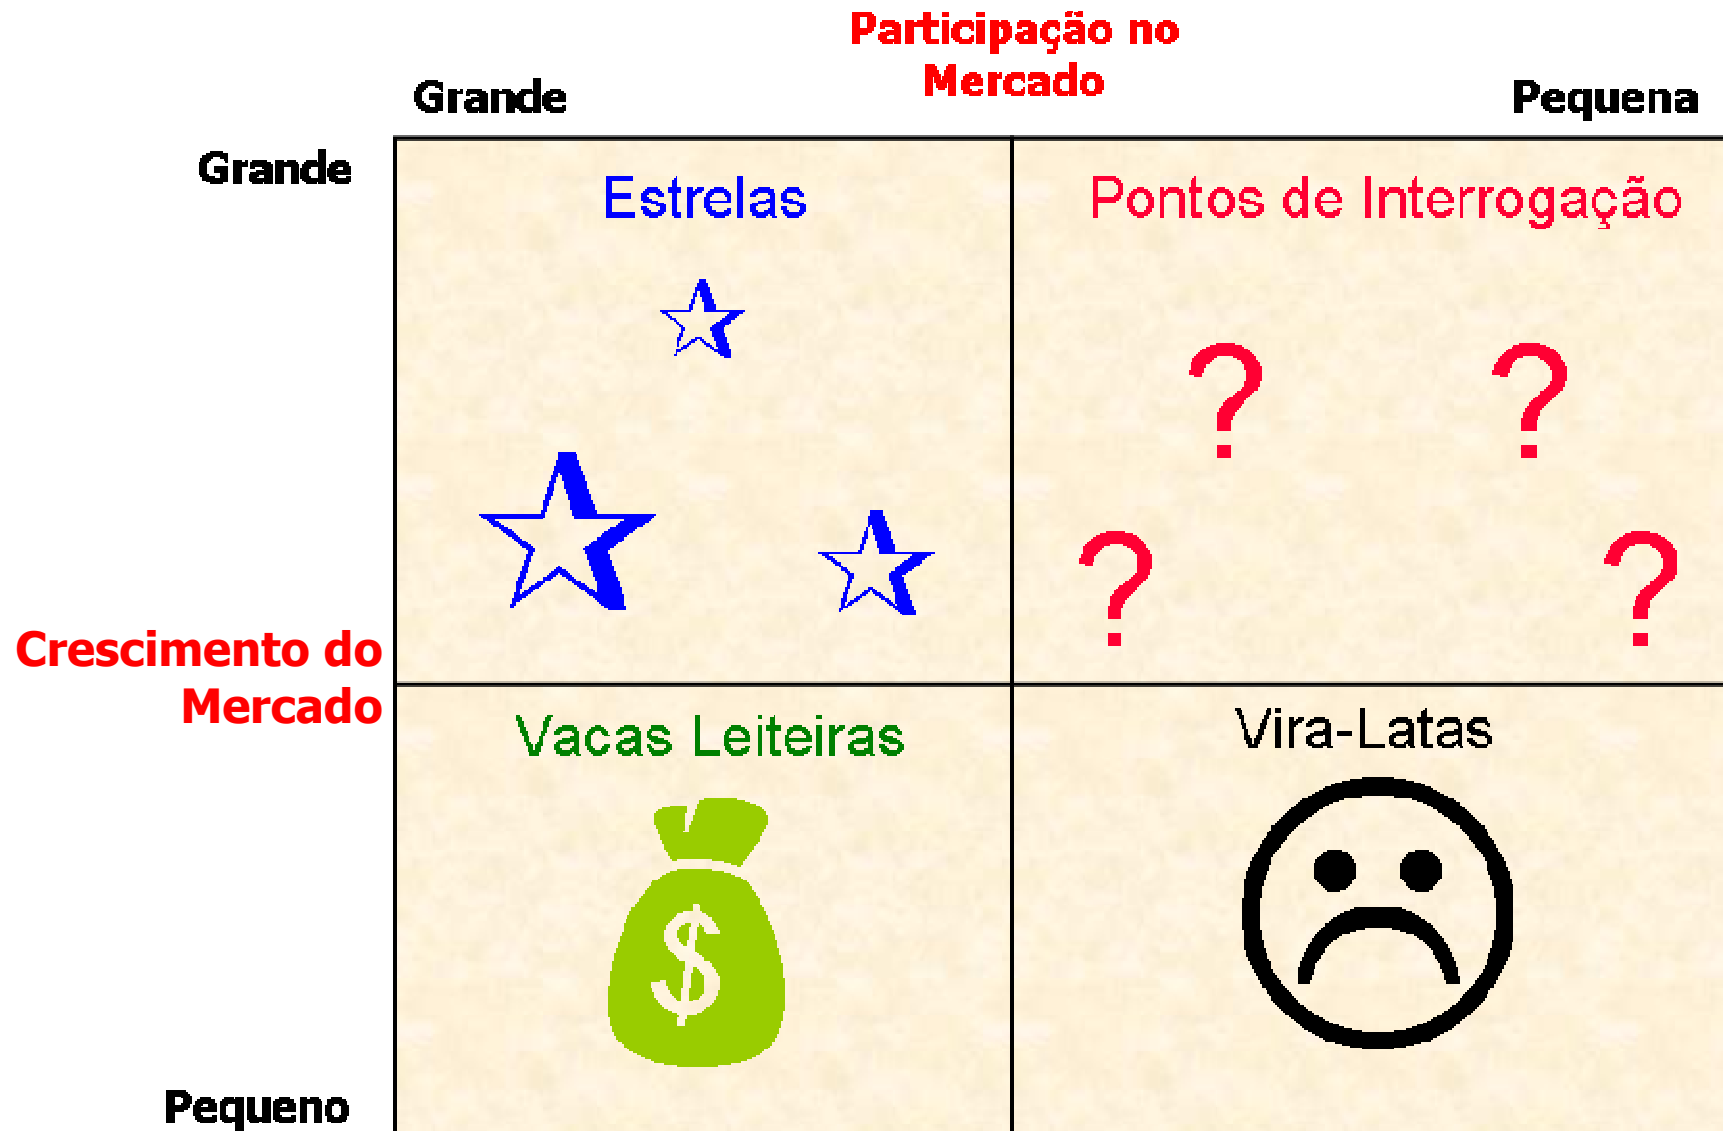 Participação no
Mercado
Grande
Pequena
Grande
Estrelas
Pontos de Interrogação
? ?
? ?
Crescimento do
Mercado
Vacas Leiteiras
Vira-Latas
$
Pequeno